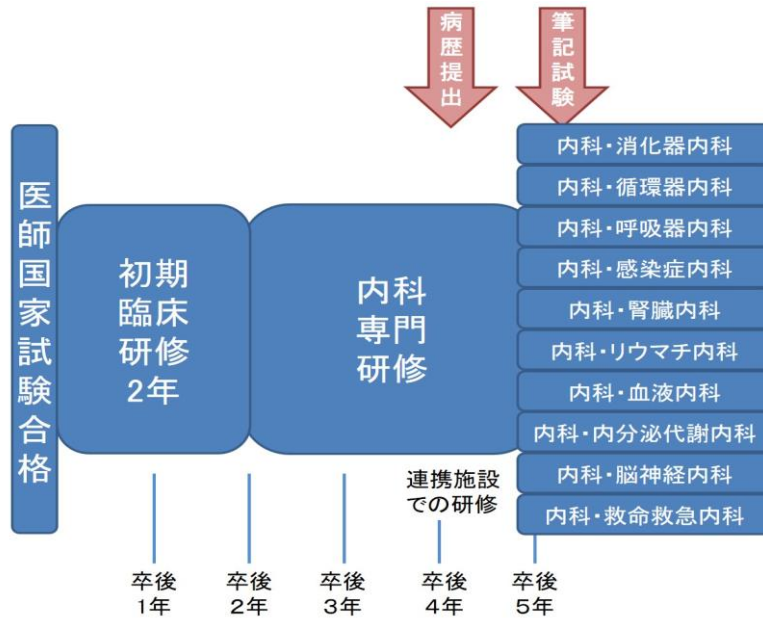 病歴提出
筆記試験
医師国家試験合格
初期
臨床
研修
2年
内科
専門
研修
内科・消化器内科
内科・循環器内科
内科・呼吸器内科
内科・感染症内科
内科・腎臓内科
内科・リウマチ内科
内科・血液内科
内科・内分泌代謝内科
内科・脳神経内科
内科・救命救急内科
連携施設
での研修
卒後
1年
卒後
2年
卒後
3年
卒後
4年
卒後
5年